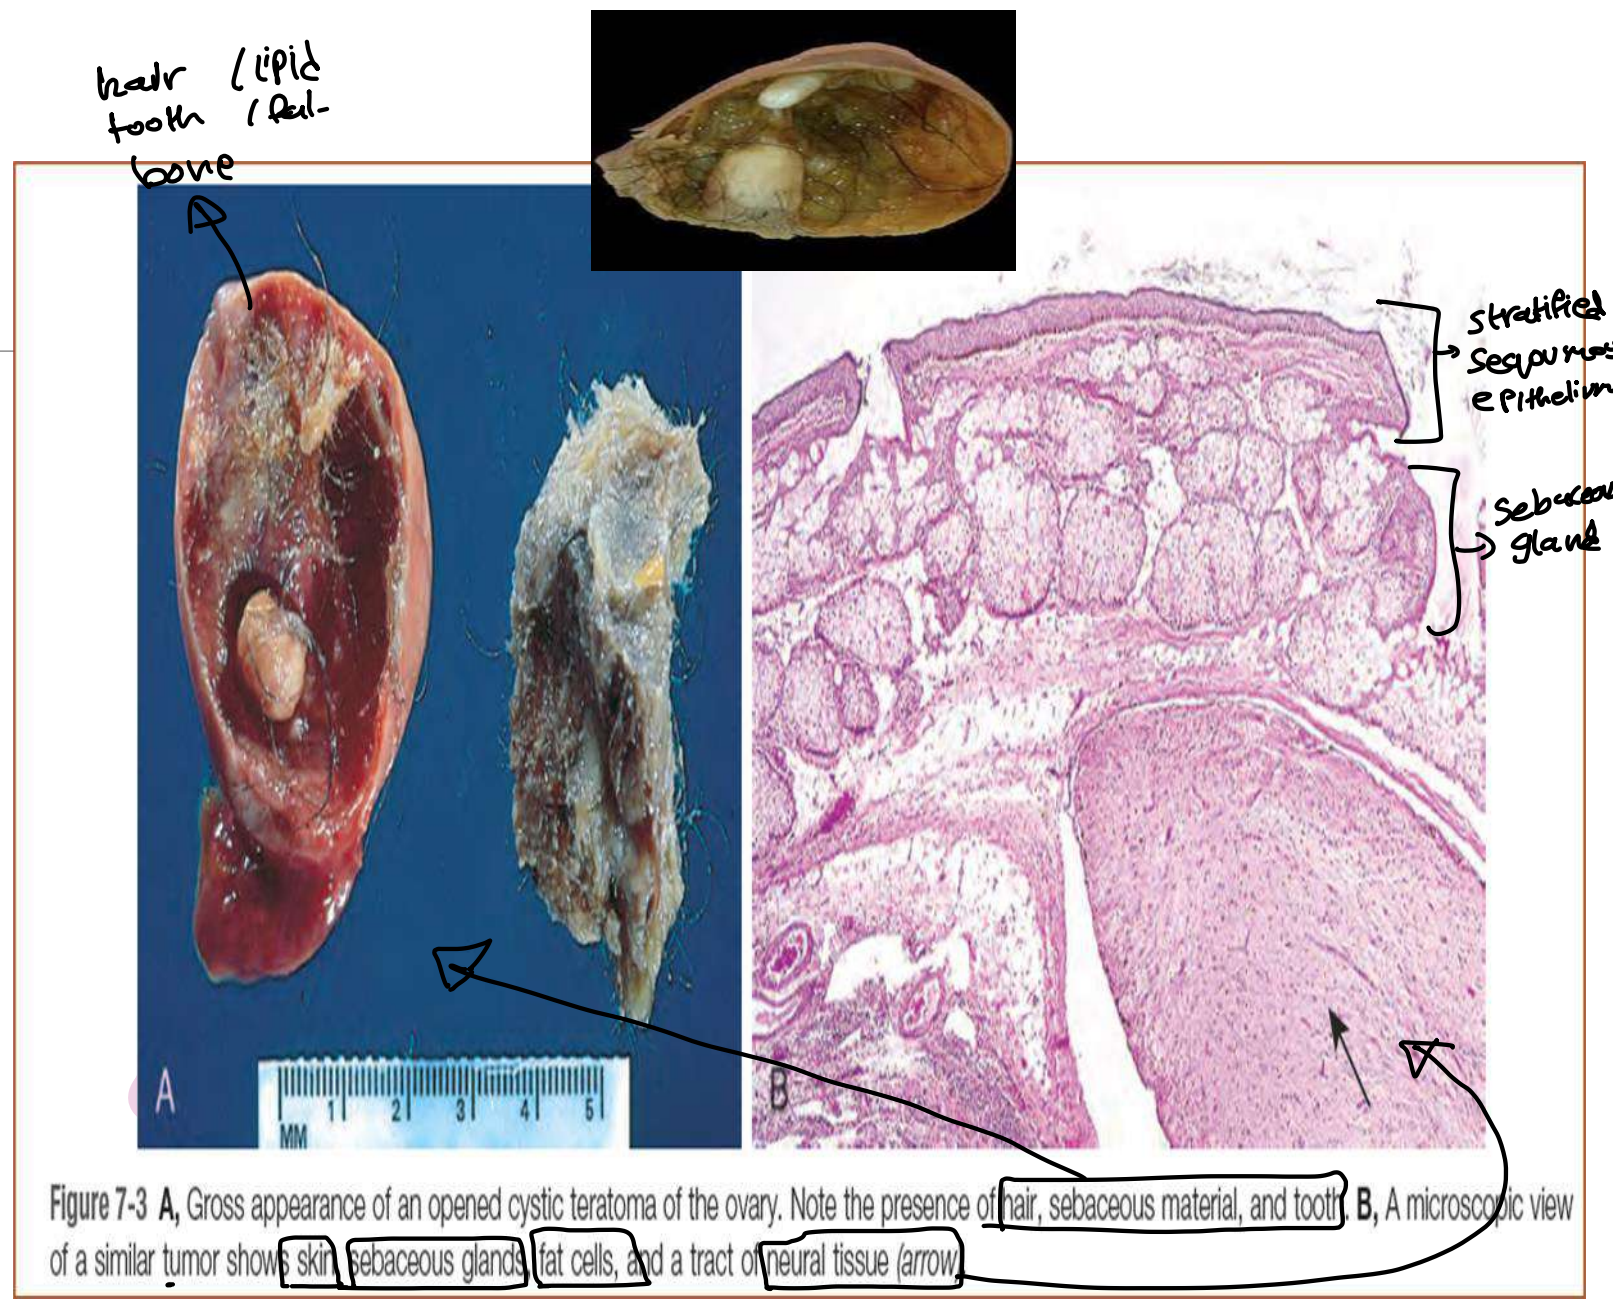 hair / lipid
tooth / fat
bone
stratified
sequmos
epithelium
sebaceou
gland
A
1 2 3 4 5
MM
B
Figure 7-3 A, Gross appearance of an opened cystic teratoma of the ovary. Note the presence of hair, sebaceous material, and tooth. B, A microscopic view
of a similar tumor shows skin, sebaceous glands, fat cells, and a tract of neural tissue (arrow